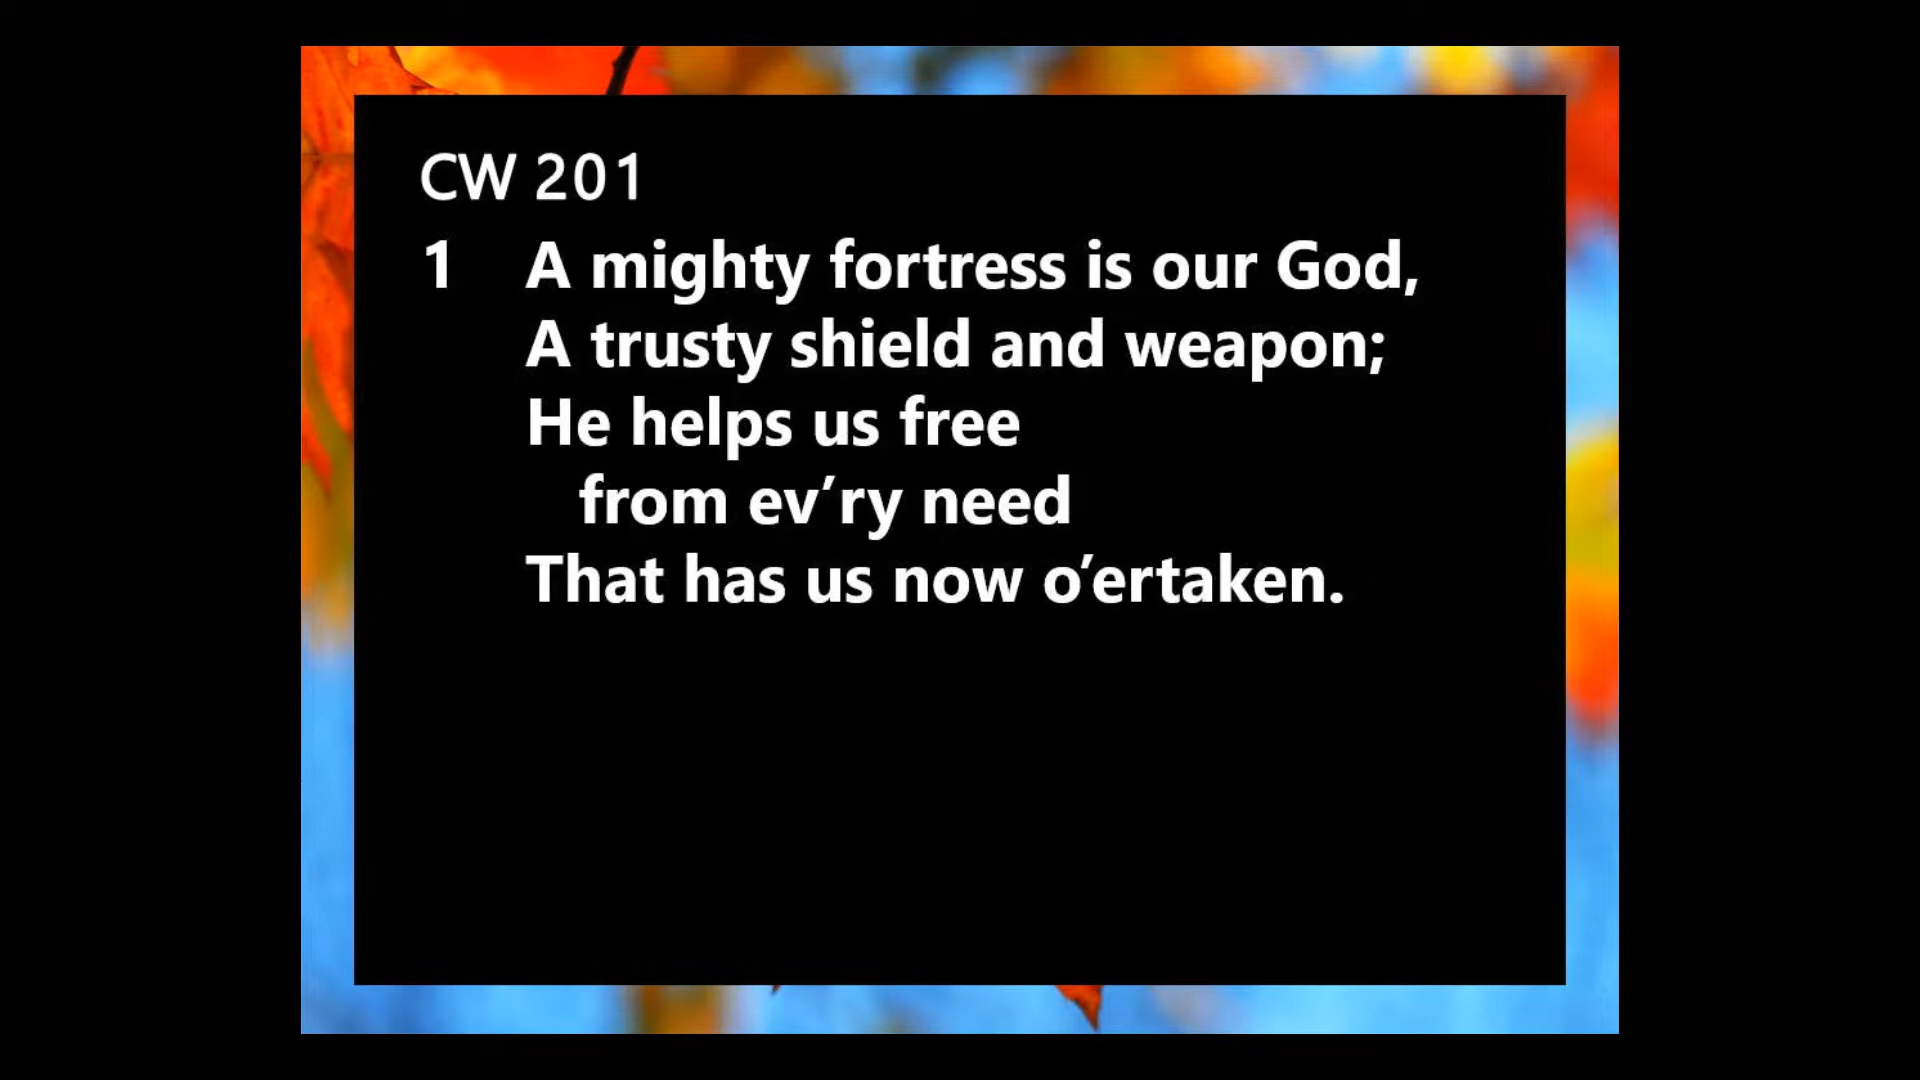 CW 201
1 A mighty fortress is our God,
A trusty shield and weapon;
He helps us free
from ev’ry need
That has us now o’ertaken.